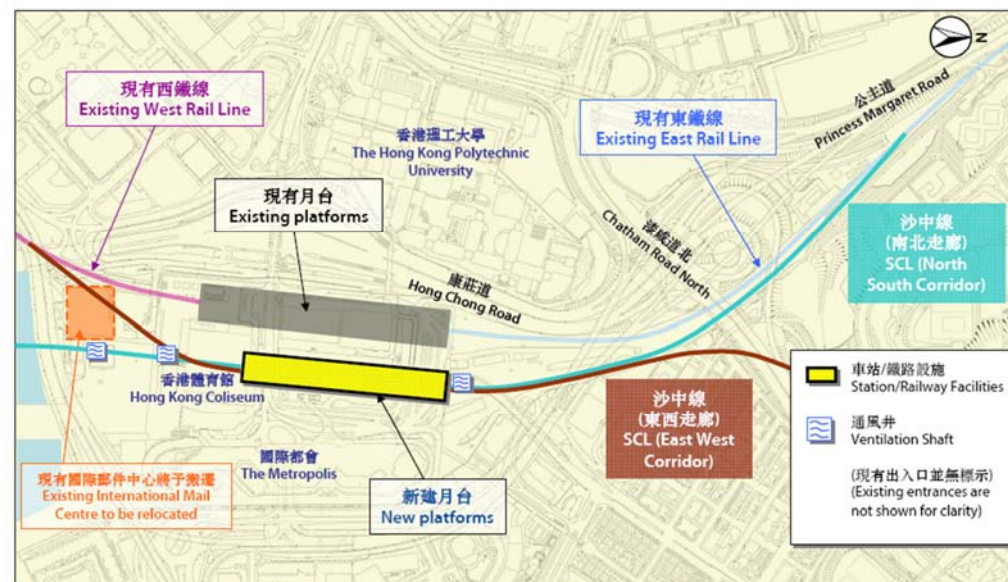 N
現有西鐵線
Existing West Rail Line
香港理工大學
The Hong Kong Polytechnic
University
現有東鐵線
Existing East Rail Line
公主道
Princess Margaret Road
現有月台
Existing platforms
漆咸道北
Chatham Road North
康莊道
Hong Chong Road
沙中線
(南北走廊)
SCL (North
South Corridor)
香港體育館
Hong Kong Coliseum
沙中線
(東西走廊)
SCL (East West
Corridor)
國際都會
The Metropolis
現有國際郵件中心將予搬遷
Existing International Mail
Centre to be relocated
新建月台
New platforms
車站/鐵路設施
Station/Railway Facilities
通風井
Ventilation Shaft
(現有出入口並無標示)
(Existing entrances are
not shown for clarity)